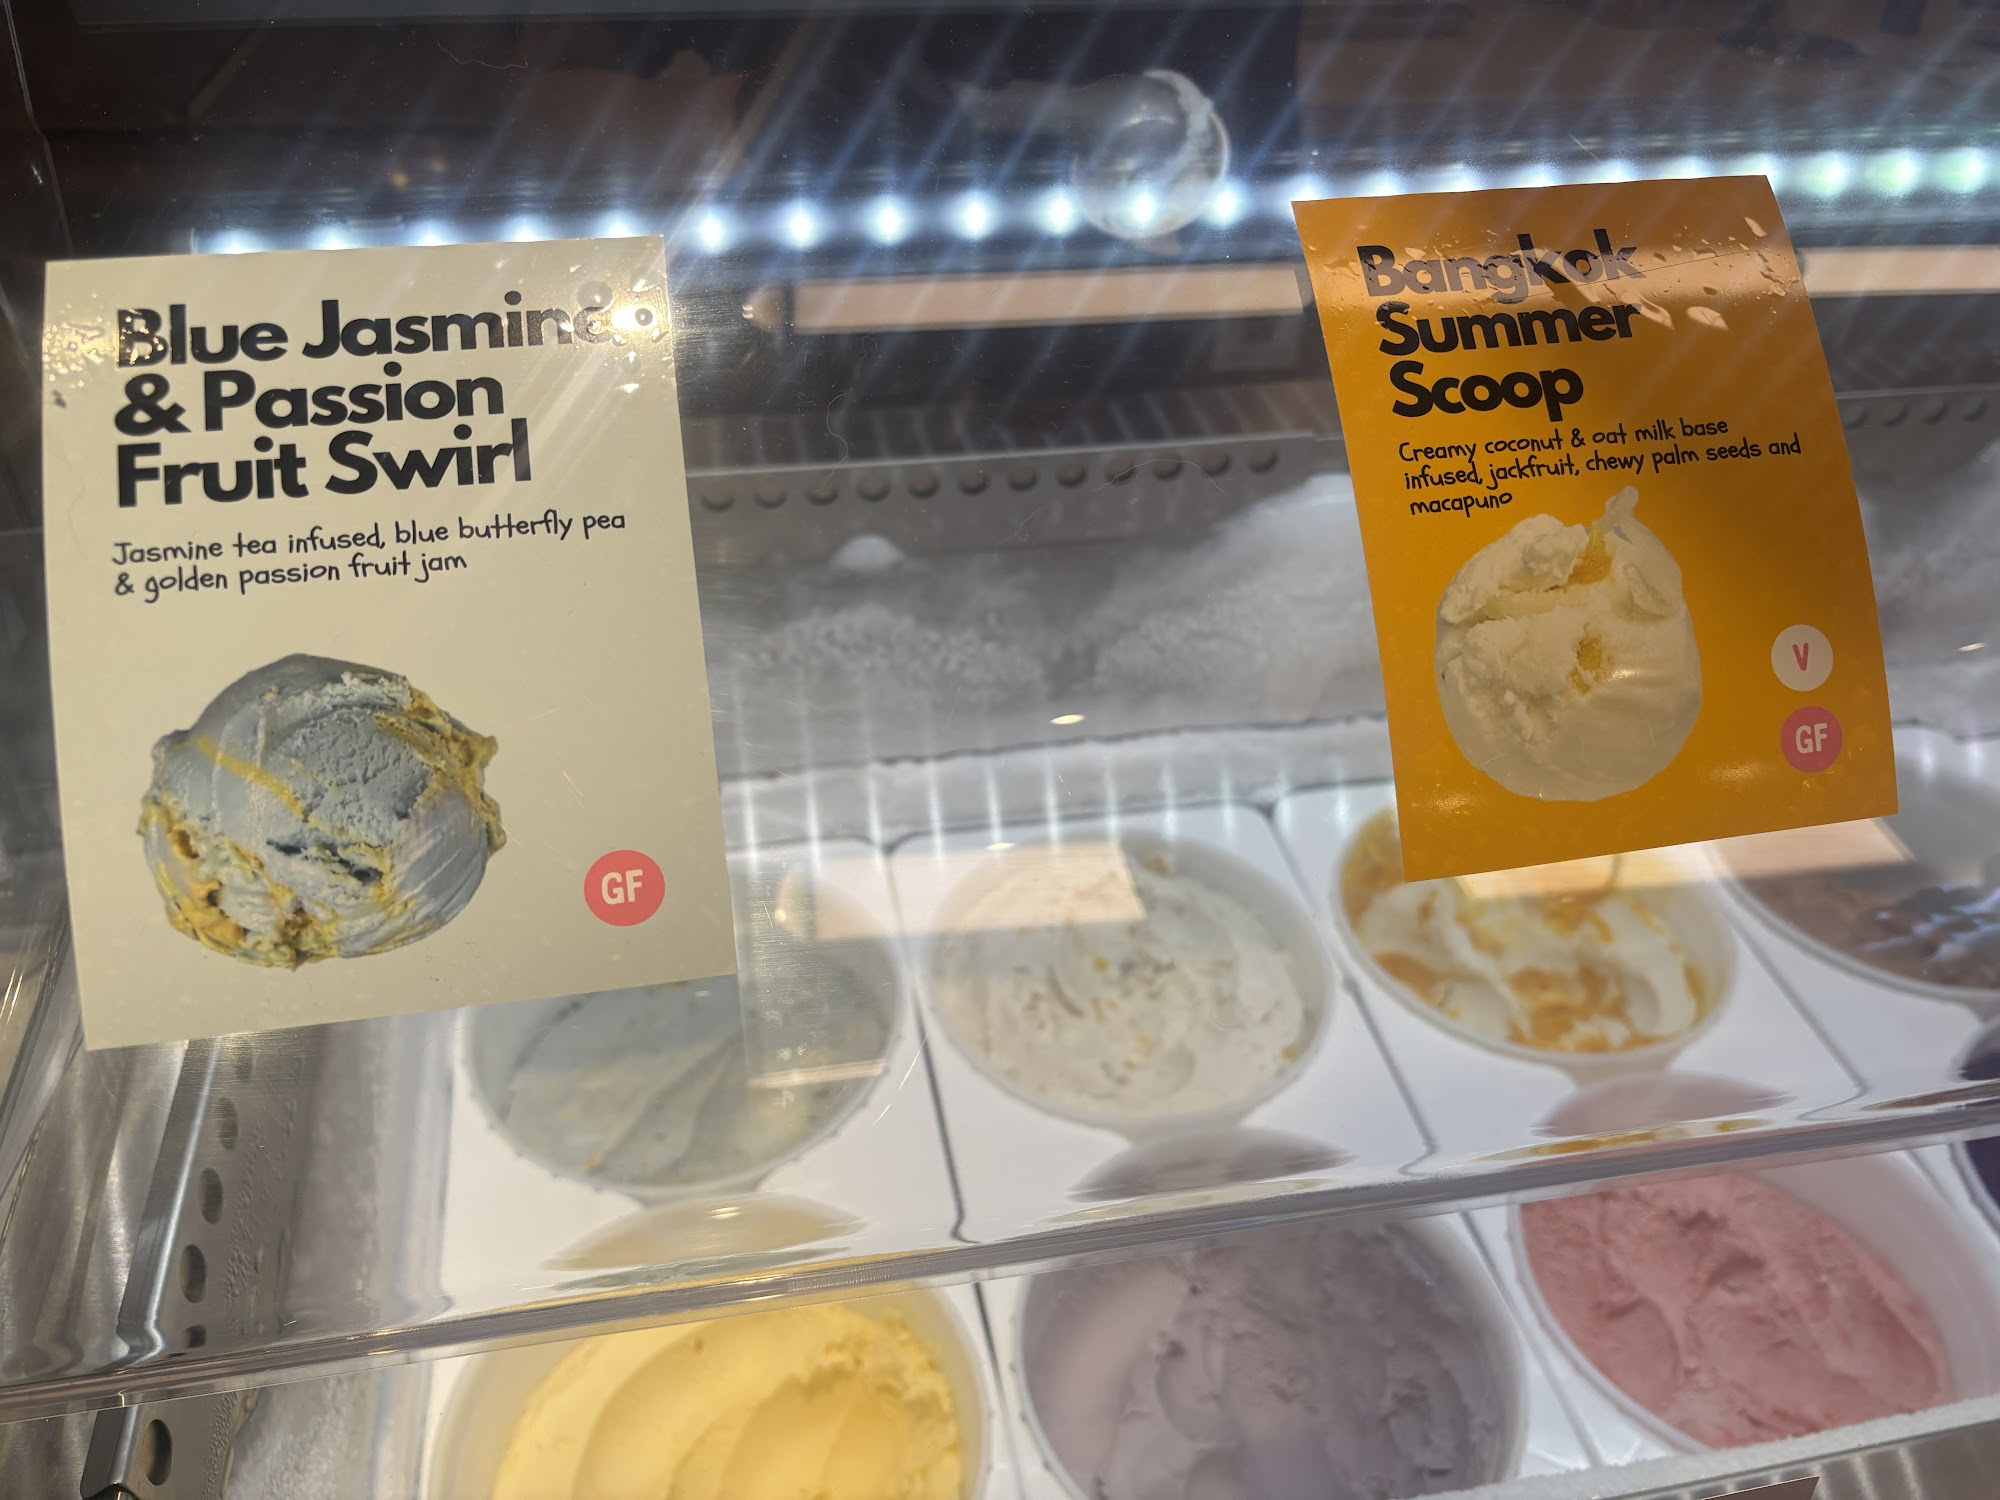 Blue Jasmine
& Passion
Fruit Swirl
Jasmine tea infused, blue butterfly pea
& golden passion fruit jam
GF
Bangkok
Summer
Scoop
Creamy coconut & oat milk base
infused, jackfruit, chewy palm seeds and
macapuno
V
GF